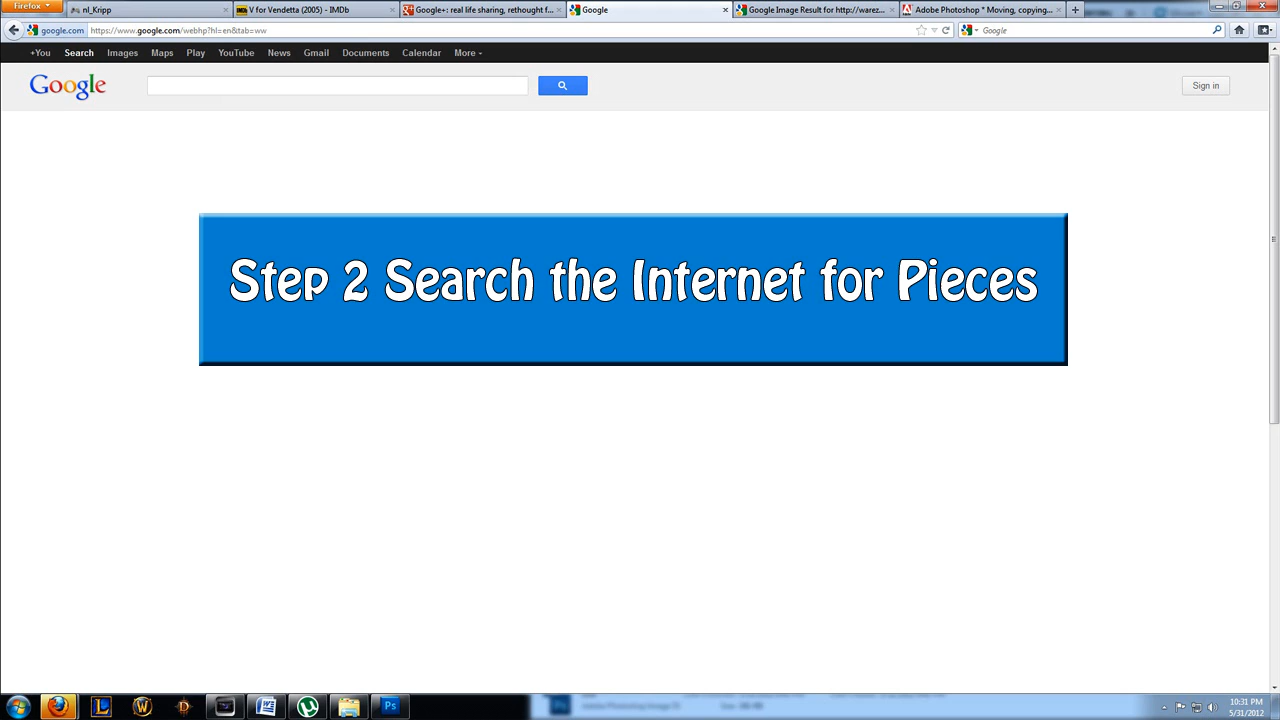 Firefox
nl_Kripp
V for Vendetta (2005) - IMDb
Google+: real life sharing, rethought f...
Google
Google Image Result for http://warez...
Adobe Photoshop * Moving, copying,...
google.com
https://www.google.com/webhp?hl=en&tab=ww
Google
+You Search Images Maps Play YouTube News Gmail Documents Calendar More
Google
Sign in
Step 2 Search the Internet for Pieces
10:31 PM
5/31/2012